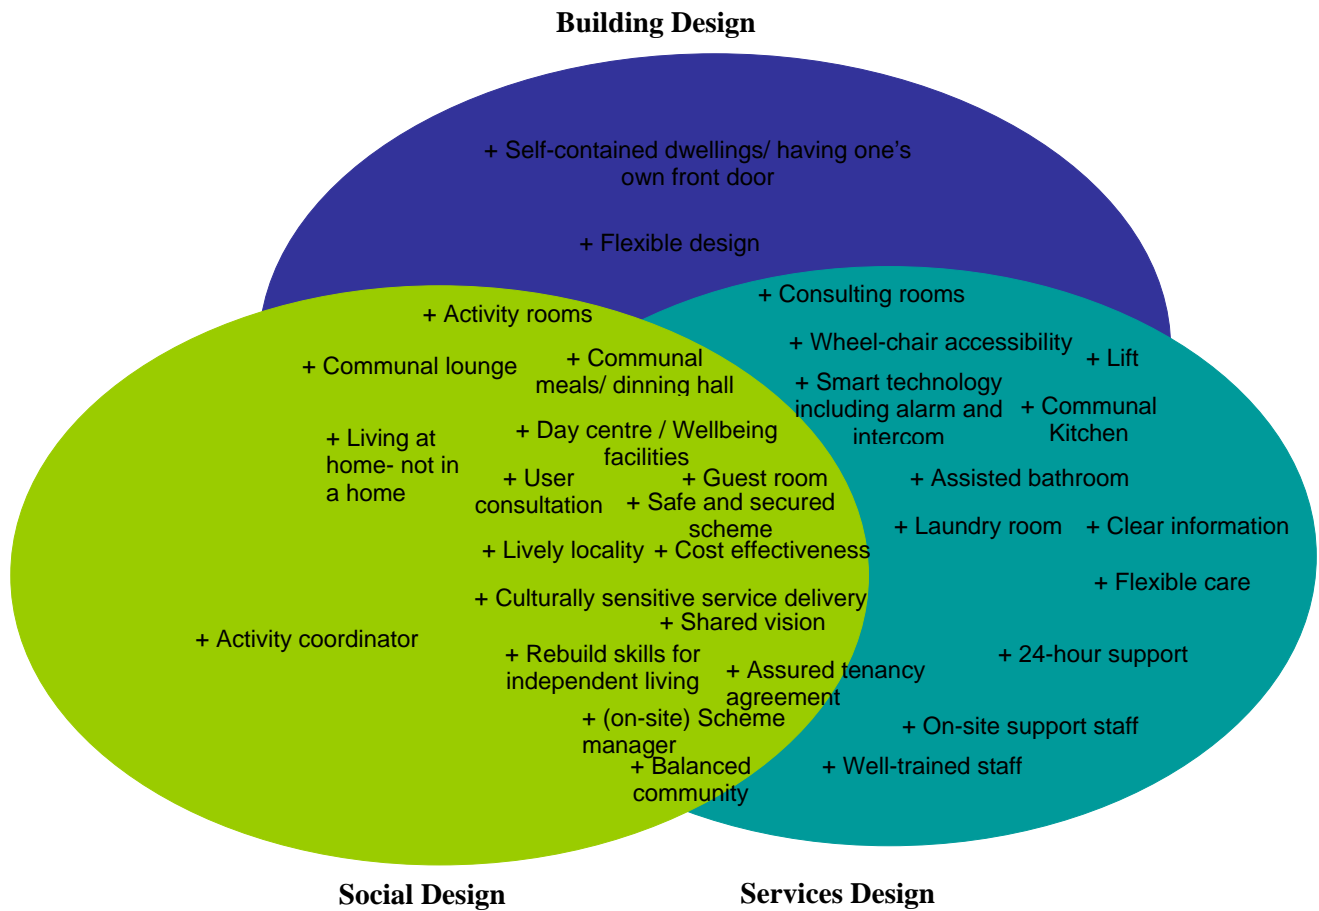 Building Design
+ Self-contained dwellings/ having one's
own front door
+ Flexible design
+ Consulting rooms
+ Activity rooms
+ Wheel-chair accessibility
+ Lift
+ Communal lounge
+ Communal
meals/ dinning hall
+ Smart technology
including alarm and
intercom
+ Communal
Kitchen
+ Living at
home- not in
a home
+ Day centre / Wellbeing
facilities
+ User
consultation
+ Guest room
+ Safe and secured
scheme
+ Assisted bathroom
+ Laundry room
+ Clear information
+ Lively locality
+ Cost effectiveness
+ Flexible care
+ Culturally sensitive service delivery
+ Shared vision
+ Activity coordinator
+ Rebuild skills for
independent living
+ Assured tenancy
agreement
+ 24-hour support
+ (on-site) Scheme
manager
+ On-site support staff
+ Balanced
community
+ Well-trained staff
Social Design
Services Design